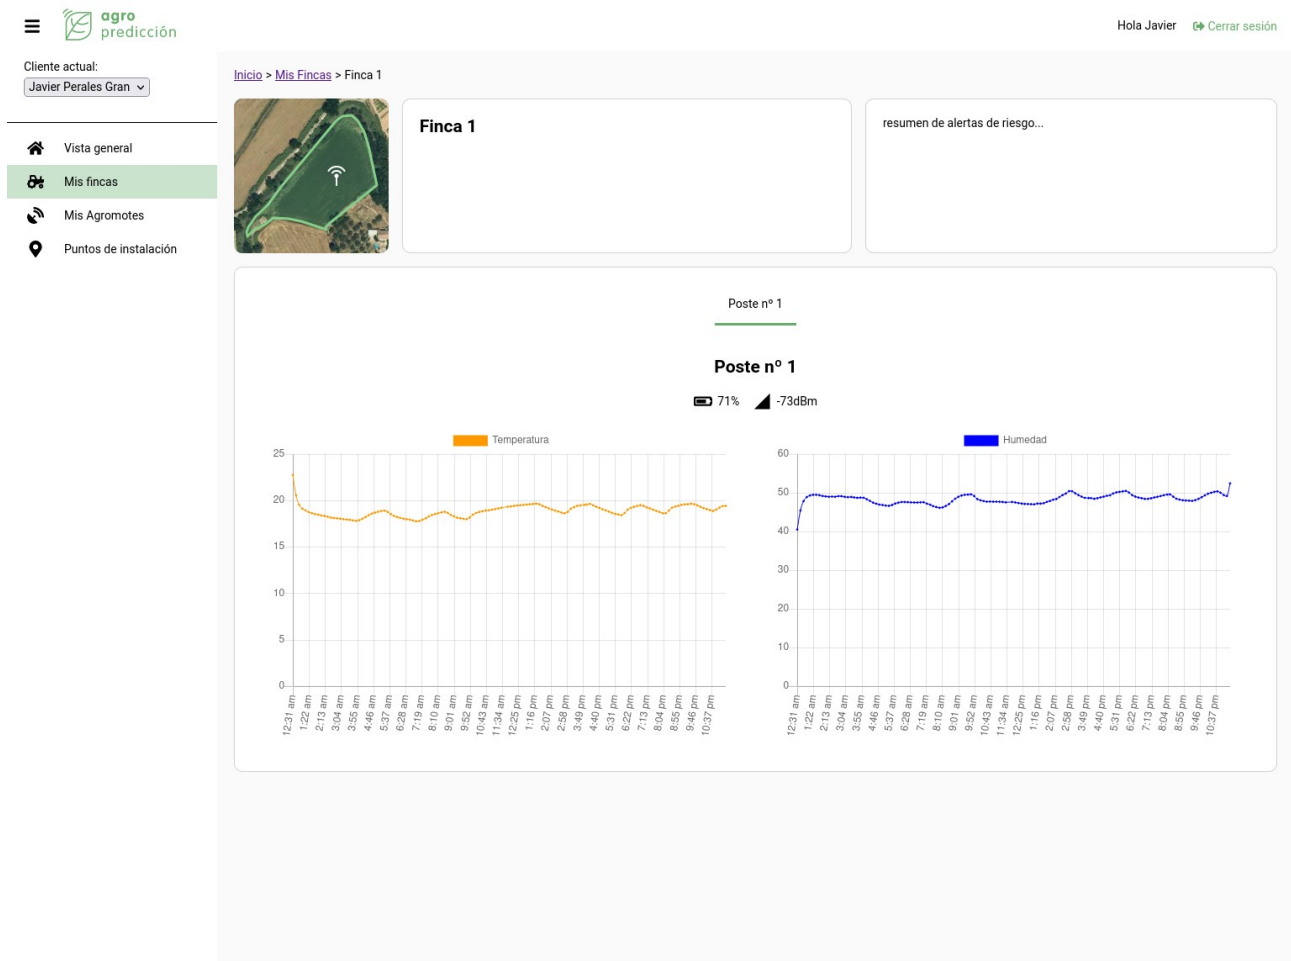 agro
predicción
Hola Javier
Cerrar sesión
Cliente actual:
Javier Perales Gran
Vista general
Mis fincas
Mis Agromotes
Puntos de instalación
Inicio > Mis Fincas > Finca 1
Finca 1
resumen de alertas de riesgo...
Poste nº 1
Poste nº 1
71%
-73dBm
Temperatura
25
20
15
10
5
0
12:31 am
1:22 am
2:13 am
3:04 am
3:55 am
4:46 am
5:37 am
6:28 am
7:19 am
8:10 am
9:01 am
9:52 am
10:43 am
11:34 am
12:25 pm
1:16 pm
2:07 pm
2:58 pm
3:49 pm
4:40 pm
5:31 pm
6:22 pm
7:13 pm
8:04 pm
8:55 pm
9:46 pm
10:37 pm
Humedad
60
50
40
30
20
10
0
12:31 am
1:22 am
2:13 am
3:04 am
3:55 am
4:46 am
5:37 am
6:28 am
7:19 am
8:10 am
9:01 am
9:52 am
10:43 am
11:34 am
12:25 pm
1:16 pm
2:07 pm
2:58 pm
3:49 pm
4:40 pm
5:31 pm
6:22 pm
7:13 pm
8:04 pm
8:55 pm
9:46 pm
10:37 pm